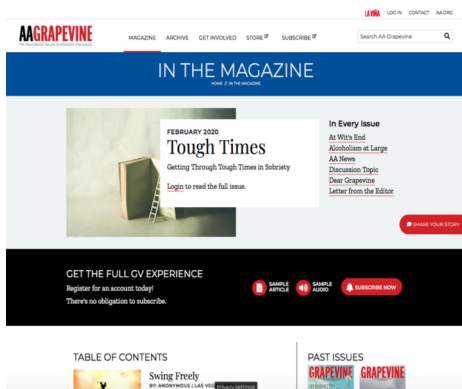 LA VIÑA LOG IN CONTACT AA.ORG
AAGRAPEVINE
The International Journal of Alcoholics Anonymous
MAGAZINE ARCHIVE GET INVOLVED STORE SUBSCRIBE
Search AA Grapevine
IN THE MAGAZINE
HOME // IN THE MAGAZINE
FEBRUARY 2020
Tough Times
Getting Through Tough Times in Sobriety
Login to read the full issue.
In Every Issue
At Wit's End
Alcoholism at Large
AA News
Discussion Topic
Dear Grapevine
Letter from the Editor
SHARE YOUR STORY
GET THE FULL GV EXPERIENCE
Register for an account today!
There's no obligation to subscribe.
SAMPLE ARTICLE
SAMPLE AUDIO
SUBSCRIBE NOW
TABLE OF CONTENTS
Swing Freely
BY: ANONYMOUS | LAS VEG
Privacy settings
PAST ISSUES
GRAPEVINE
STRENGTH
GRAPEVINE